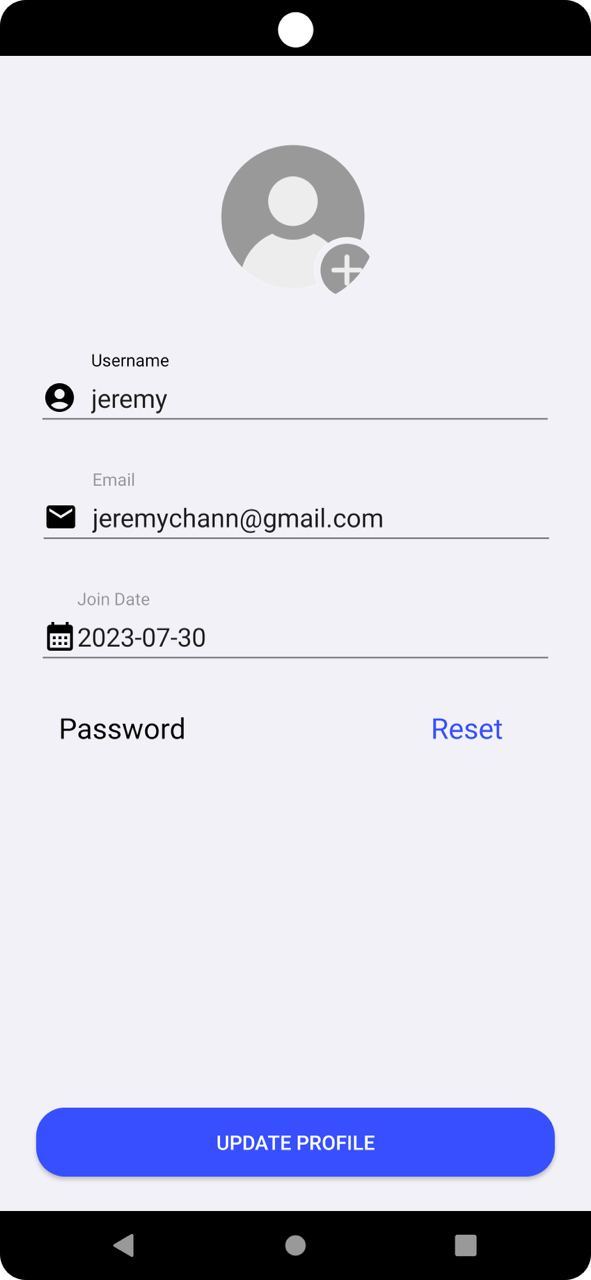 Username
jeremy
Email
jeremychann@gmail.com
Join Date
2023-07-30
Password Reset
UPDATE PROFILE